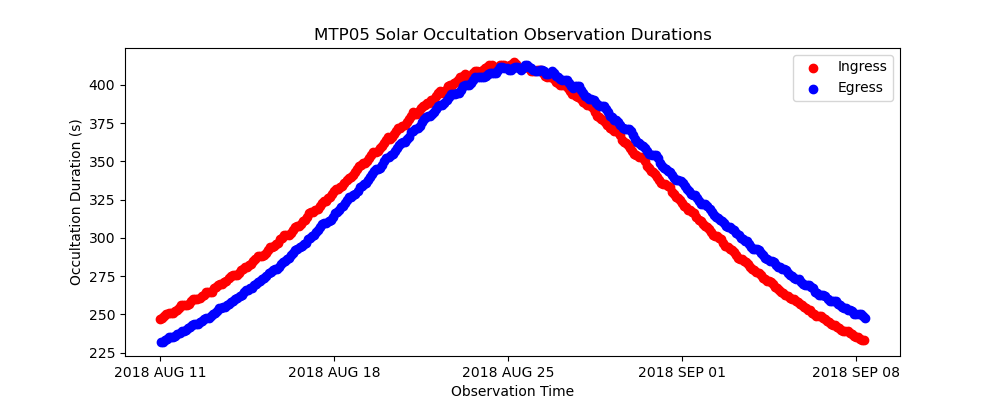 MTP05 Solar Occultation Observation Durations
Ingress
Egress
Occultation Duration (s)
400
375
350
325
300
275
250
225
2018 AUG 11
2018 AUG 18
2018 AUG 25
2018 SEP 01
2018 SEP 08
Observation Time